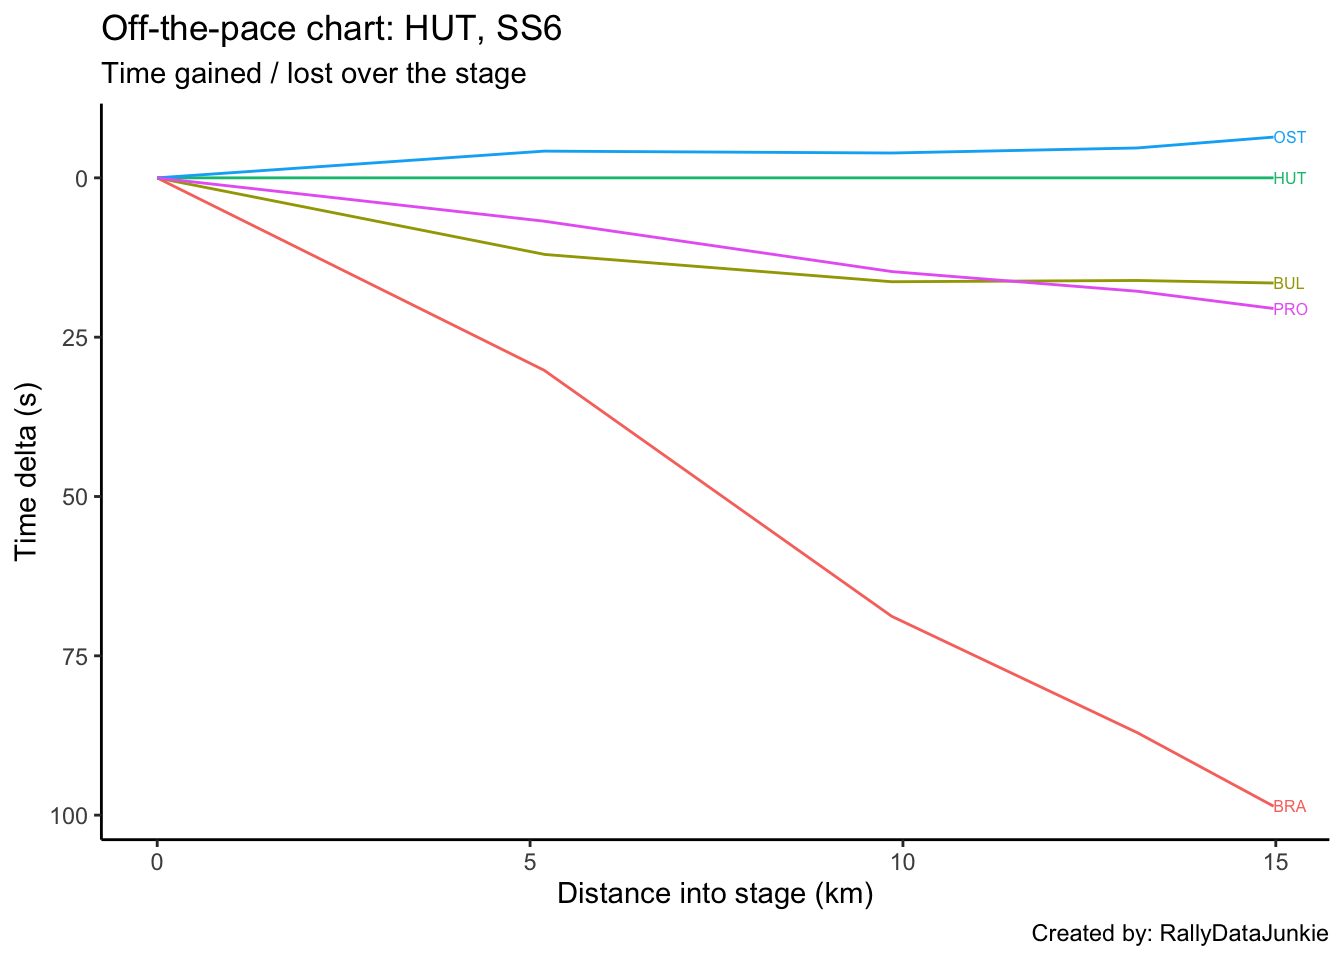 Off-the-pace chart: HUT, SS6
Time gained / lost over the stage
OST
0
HUT
BUL
PRO
25
Time delta (s)
50
75
BRA
100
0 5 10 15
Distance into stage (km)
Created by: RallyDataJunkie